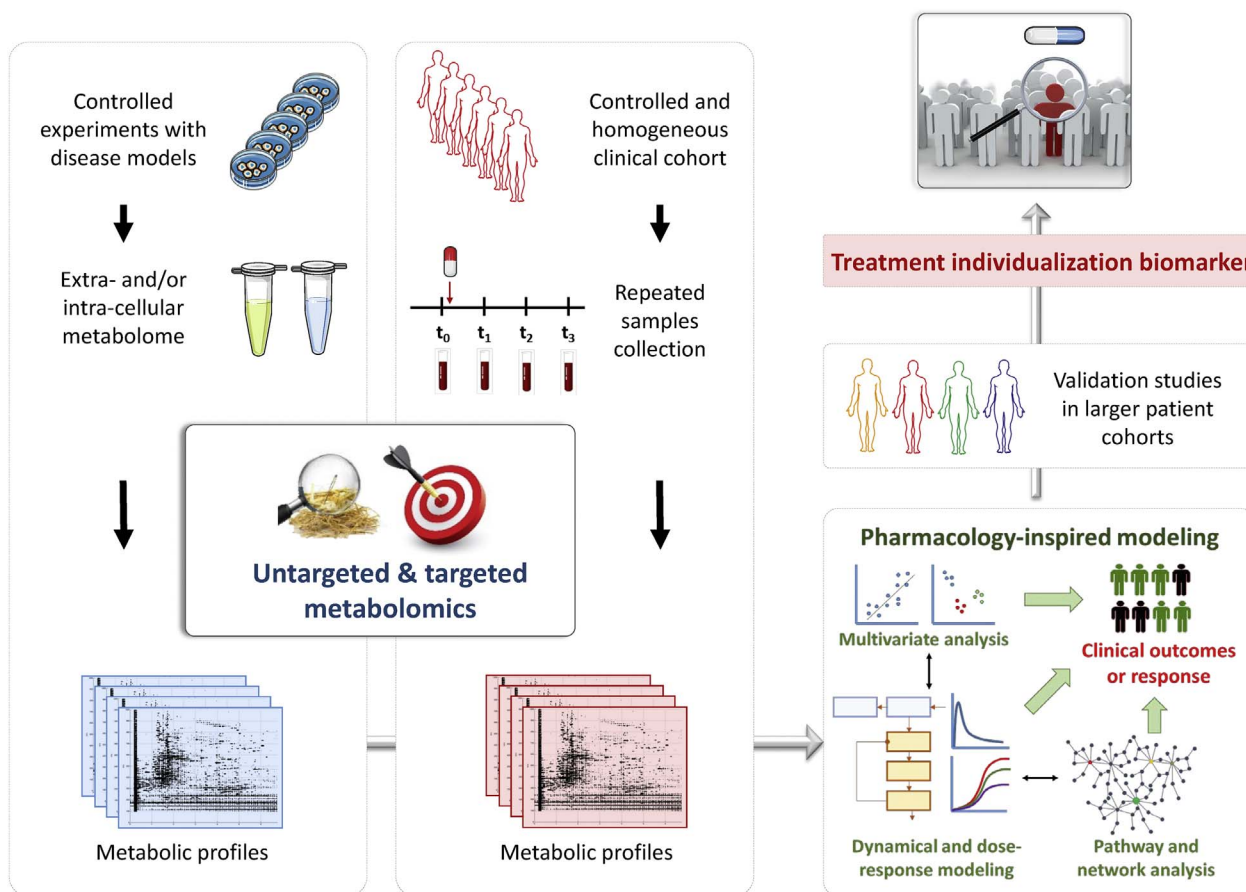 Controlled
experiments with
disease models
Extra- and/or
intra-cellular
metabolome
Controlled and
homogeneous
clinical cohort
t0 t1 t2 t3
Repeated
samples
collection
Untargeted & targeted
metabolomics
Metabolic profiles
Metabolic profiles
Treatment individualization biomarker
Validation studies
in larger patient
cohorts
Pharmacology-inspired modeling
Multivariate analysis
Clinical outcomes
or response
Dynamical and dose-
response modeling
Pathway and
network analysis